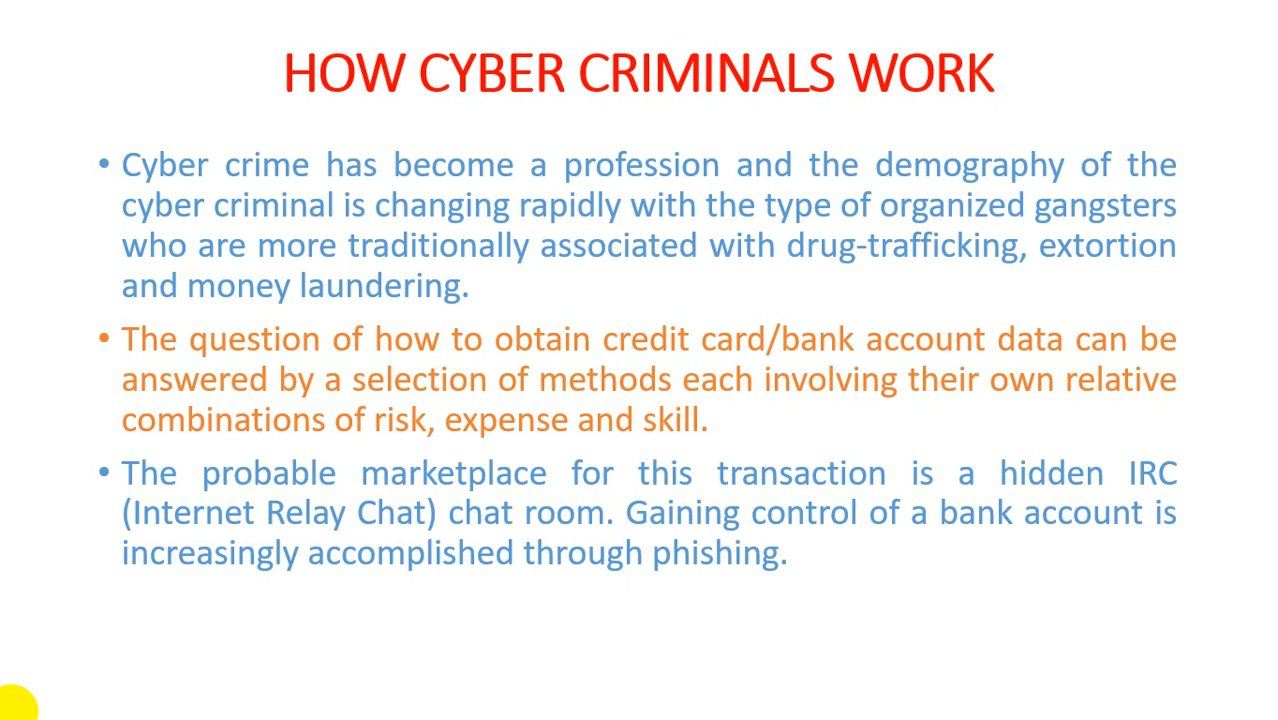 HOW CYBER CRIMINALS WORK
• Cyber crime has become a profession and the demography of the
cyber criminal is changing rapidly with the type of organized gangsters
who are more traditionally associated with drug-trafficking, extortion
and money laundering.
• The question of how to obtain credit card/bank account data can be
answered by a selection of methods each involving their own relative
combinations of risk, expense and skill.
• The probable marketplace for this transaction is a hidden IRC
(Internet Relay Chat) chat room. Gaining control of a bank account is
increasingly accomplished through phishing.